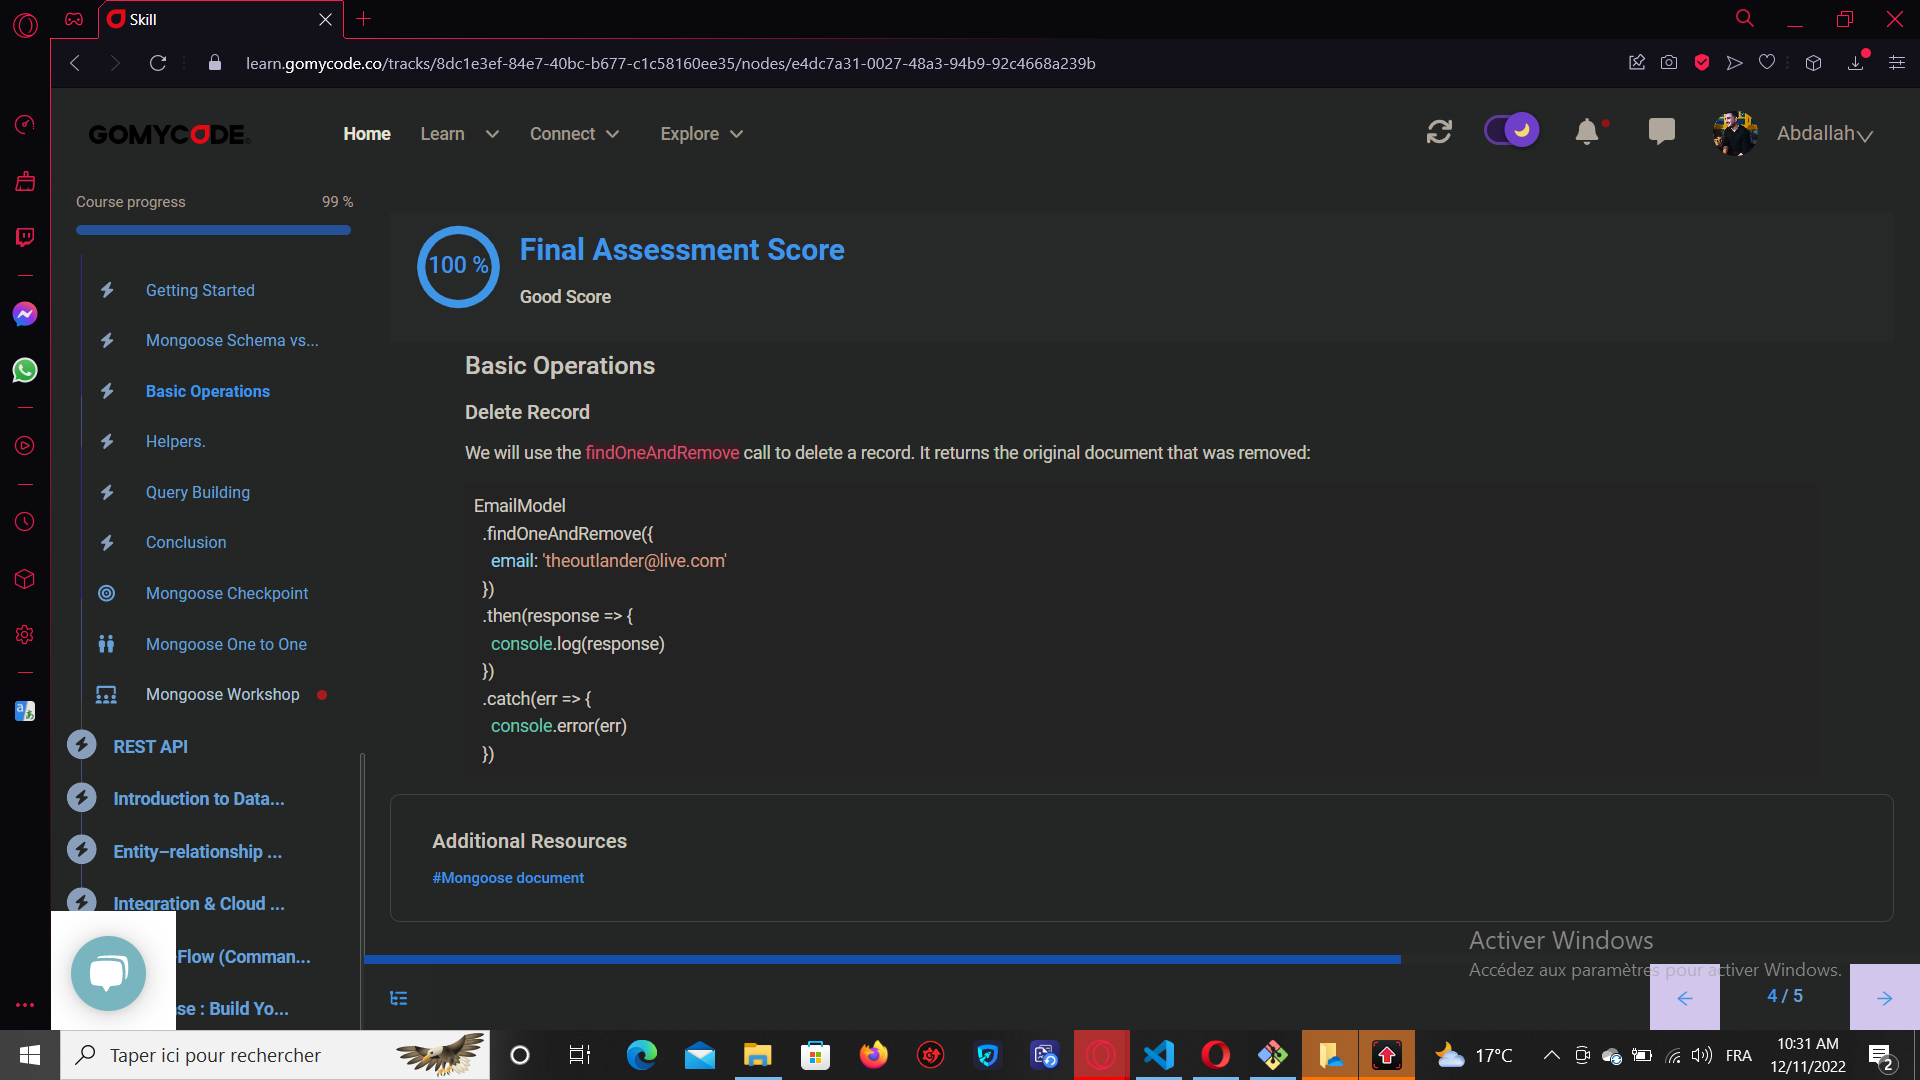 Skill
learn.gomycode.co/tracks/8dc1e3ef-84e7-40bc-b677-c1c58160ee35/nodes/e4dc7a31-0027-48a3-94b9-92c4668a239b
GOMYCODE
Home
Learn
Connect
Explore
Abdallah
Course progress
99 %
Getting Started
Mongoose Schema vs...
Basic Operations
Helpers.
Query Building
Conclusion
Mongoose Checkpoint
Mongoose One to One
Mongoose Workshop
REST API
Introduction to Data...
Entity–relationship ...
Integration & Cloud ...
-Flow (Comman...
se : Build Yo...
100 %
Final Assessment Score
Good Score
Basic Operations
Delete Record
We will use the findOneAndRemove call to delete a record. It returns the original document that was removed:
EmailModel
.findOneAndRemove({
email: 'theoutlander@live.com'
})
.then(response => {
console.log(response)
})
.catch(err => {
console.error(err)
})
Additional Resources
#Mongoose document
Activer Windows
Accédez aux paramètres pour activer Windows.
4 / 5
Taper ici pour rechercher
17°C
FRA
10:31 AM
12/11/2022
2